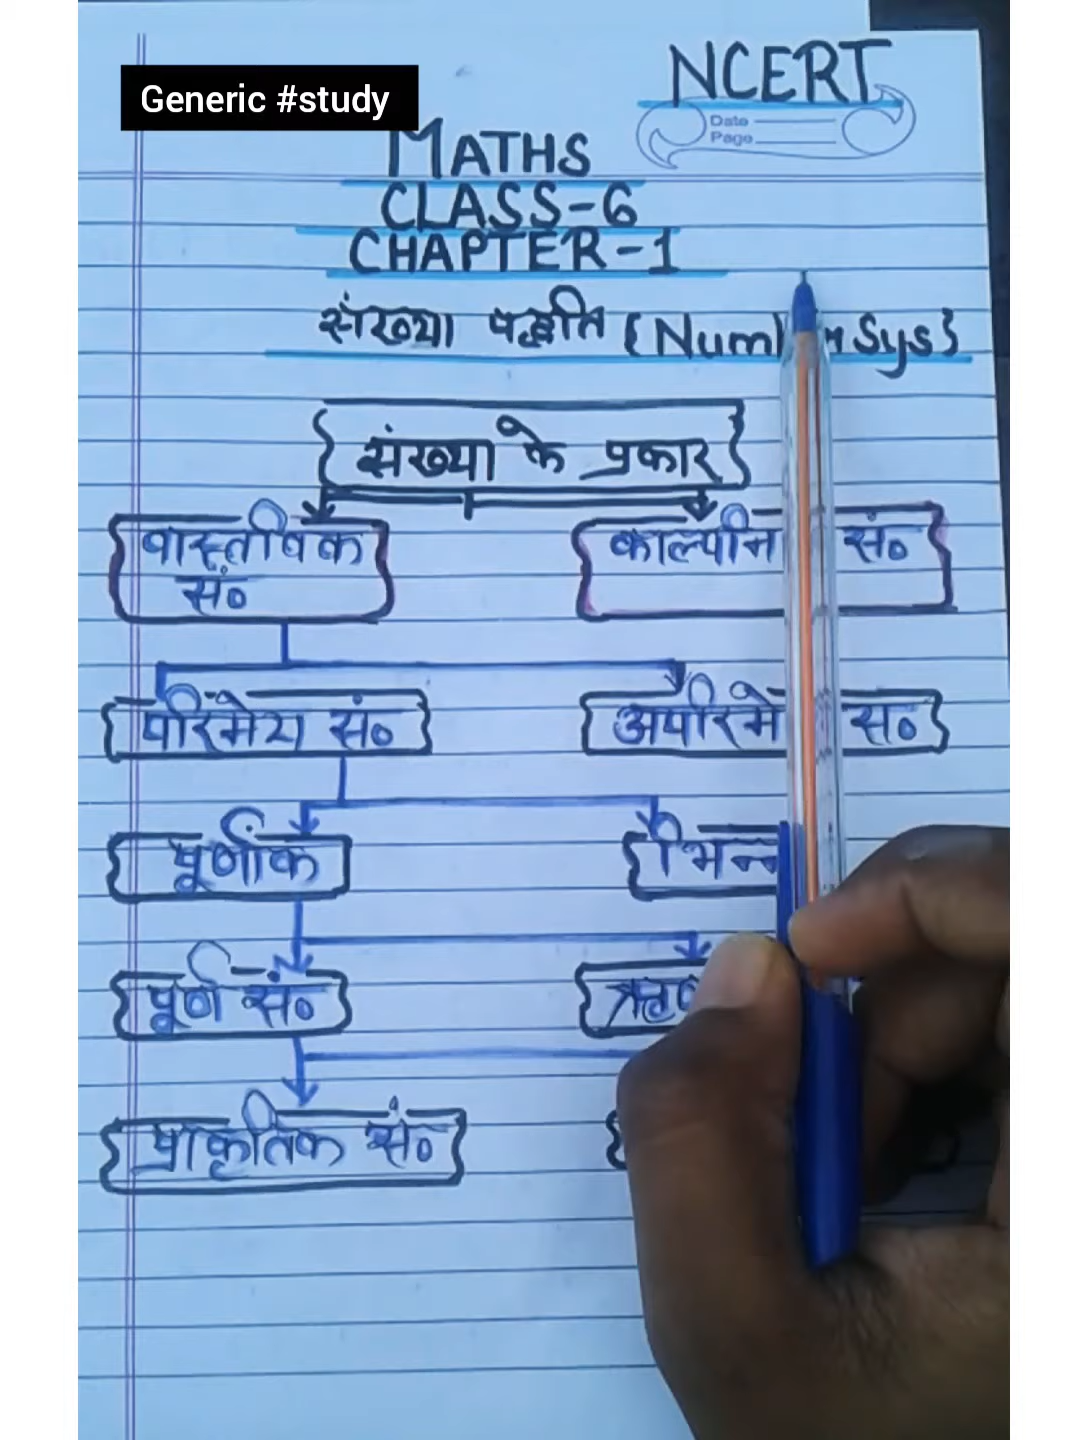 NCERT
Generic #study
Date
Page
MATHS
CLASS-6
CHAPTER-1
संख्या पद्धति {Num Sys}
संख्या के प्रकार
वास्तविक सं० सं०
परिमेय सं० सं०
पूर्णांक भिन्न
पूर्ण सं०
प्राकृतिक सं०